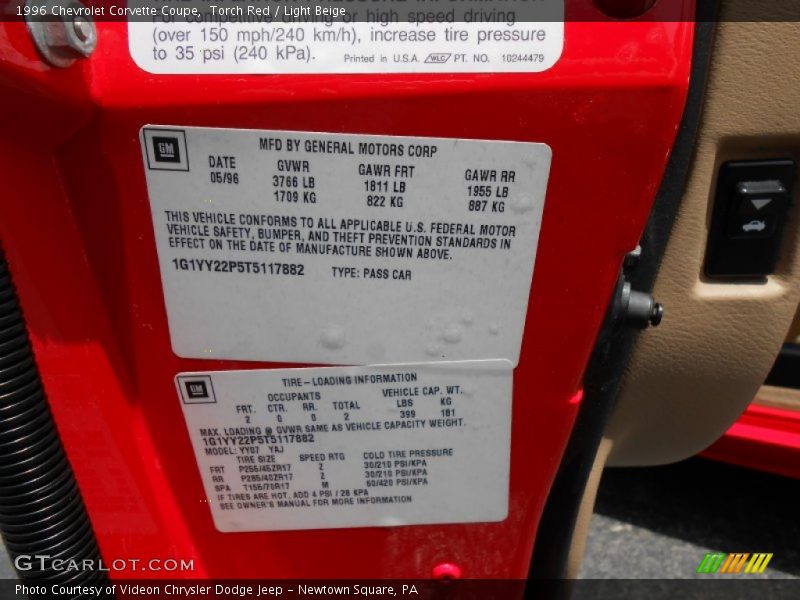 1996 Chevrolet Corvette Coupe, Torch Red / Light Beige
For competitive driving or high speed driving
(over 150 mph/240 km/h), increase tire pressure
to 35 psi (240 kPa).
Printed in U.S.A. WLC PT. NO. 10244479
GM
MFD BY GENERAL MOTORS CORP
DATE GVWR GAWR FRT GAWR RR
05/96 3766 LB 1811 LB 1955 LB
1709 KG 822 KG 887 KG
THIS VEHICLE CONFORMS TO ALL APPLICABLE U.S. FEDERAL MOTOR
VEHICLE SAFETY, BUMPER, AND THEFT PREVENTION STANDARDS IN
EFFECT ON THE DATE OF MANUFACTURE SHOWN ABOVE.
1G1YY22P5T5117882 TYPE: PASS CAR
GM
TIRE-LOADING INFORMATION
OCCUPANTS VEHICLE CAP. WT.
FRT. CTR. RR. TOTAL LBS KG
2 0 0 2 399 181
MAX. LOADING @ GVWR SAME AS VEHICLE CAPACITY WEIGHT.
1G1YY22P5T5117882
MODEL: YY07 YAJ
TIRE SIZE SPEED RTG COLD TIRE PRESSURE
FRT P255/45ZR17 Z 30/210 PSI/KPA
RR P285/40ZR17 Z 30/210 PSI/KPA
SPA T155/70R17 M 60/420 PSI/KPA
IF TIRES ARE HOT, ADD 4 PSI / 28 KPA
SEE OWNER'S MANUAL FOR MORE INFORMATION
GTCARLOT.COM
Photo Courtesy of Videon Chrysler Dodge Jeep - Newtown Square, PA